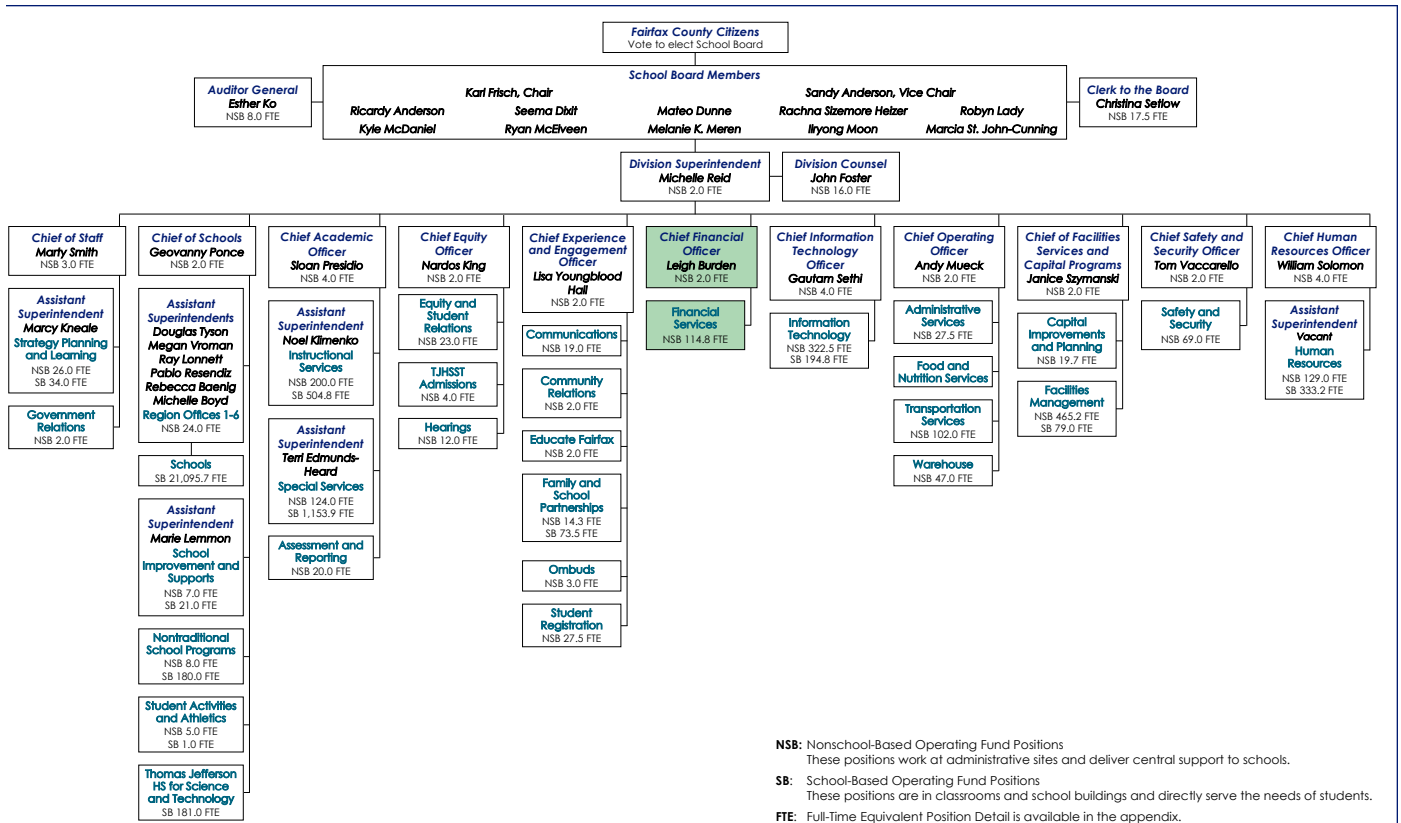 Fairfax County Citizens
Vote to elect School Board
School Board Members
Karl Frisch, Chair
Sandy Anderson, Vice Chair
Ricardy Anderson
Seema Dixit
Mateo Dunne
Rachna Sizemore Heizer
Robyn Lady
Kyle McDaniel
Ryan McElveen
Melanie K. Meren
Ilryong Moon
Marcia St. John-Cunning
Auditor General
Esther Ko
NSB 8.0 FTE
Clerk to the Board
Christina Setlow
NSB 17.5 FTE
Division Superintendent
Michelle Reid
NSB 2.0 FTE
Division Counsel
John Foster
NSB 16.0 FTE
Chief of Staff
Marty Smith
NSB 3.0 FTE
Assistant
Superintendent
Marcy Kneale
Strategy Planning
and Learning
NSB 26.0 FTE
SB 34.0 FTE
Government
Relations
NSB 2.0 FTE
Chief of Schools
Geovanny Ponce
NSB 2.0 FTE
Assistant
Superintendents
Douglas Tyson
Megan Vroman
Ray Lonnett
Pablo Resendiz
Rebecca Baenig
Michelle Boyd
Region Offices 1-6
NSB 24.0 FTE
Schools
SB 21,095.7 FTE
Assistant
Superintendent
Marie Lemmon
School
Improvement and
Supports
NSB 7.0 FTE
SB 21.0 FTE
Nontraditional
School Programs
NSB 8.0 FTE
SB 180.0 FTE
Student Activities
and Athletics
NSB 5.0 FTE
SB 1.0 FTE
Thomas Jefferson
HS for Science
and Technology
SB 181.0 FTE
Chief Academic
Officer
Sloan Presidio
NSB 4.0 FTE
Assistant
Superintendent
Noel Klimenko
Instructional
Services
NSB 200.0 FTE
SB 504.8 FTE
Assistant
Superintendent
Terri Edmunds-
Heard
Special Services
NSB 124.0 FTE
SB 1,153.9 FTE
Assessment and
Reporting
NSB 20.0 FTE
Chief Equity
Officer
Nardos King
NSB 2.0 FTE
Equity and
Student
Relations
NSB 23.0 FTE
TJHSST
Admissions
NSB 4.0 FTE
Hearings
NSB 12.0 FTE
Chief Experience
and Engagement
Officer
Lisa Youngblood
Hall
NSB 2.0 FTE
Communications
NSB 19.0 FTE
Community
Relations
NSB 2.0 FTE
Educate Fairfax
NSB 2.0 FTE
Family and
School
Partnerships
NSB 14.3 FTE
SB 73.5 FTE
Ombuds
NSB 3.0 FTE
Student
Registration
NSB 27.5 FTE
Chief Financial
Officer
Leigh Burden
NSB 2.0 FTE
Financial
Services
NSB 114.8 FTE
Chief Information
Technology
Officer
Gautam Sethi
NSB 4.0 FTE
Information
Technology
NSB 322.5 FTE
SB 194.8 FTE
Chief Operating
Officer
Andy Mueck
NSB 2.0 FTE
Administrative
Services
NSB 27.5 FTE
Food and
Nutrition Services
Transportation
Services
NSB 102.0 FTE
Warehouse
NSB 47.0 FTE
Chief of Facilities
Services and
Capital Programs
Janice Szymanski
NSB 2.0 FTE
Capital
Improvements
and Planning
NSB 19.7 FTE
Facilities
Management
NSB 465.2 FTE
SB 79.0 FTE
Chief Safety and
Security Officer
Tom Vaccarello
NSB 2.0 FTE
Safety and
Security
NSB 69.0 FTE
Chief Human
Resources Officer
William Solomon
NSB 4.0 FTE
Assistant
Superintendent
Vacant
Human
Resources
NSB 129.0 FTE
SB 333.2 FTE
NSB: Nonschool-Based Operating Fund Positions
These positions work at administrative sites and deliver central support to schools.
SB: School-Based Operating Fund Positions
These positions are in classrooms and school buildings and directly serve the needs of students.
FTE: Full-Time Equivalent Position Detail is available in the appendix.